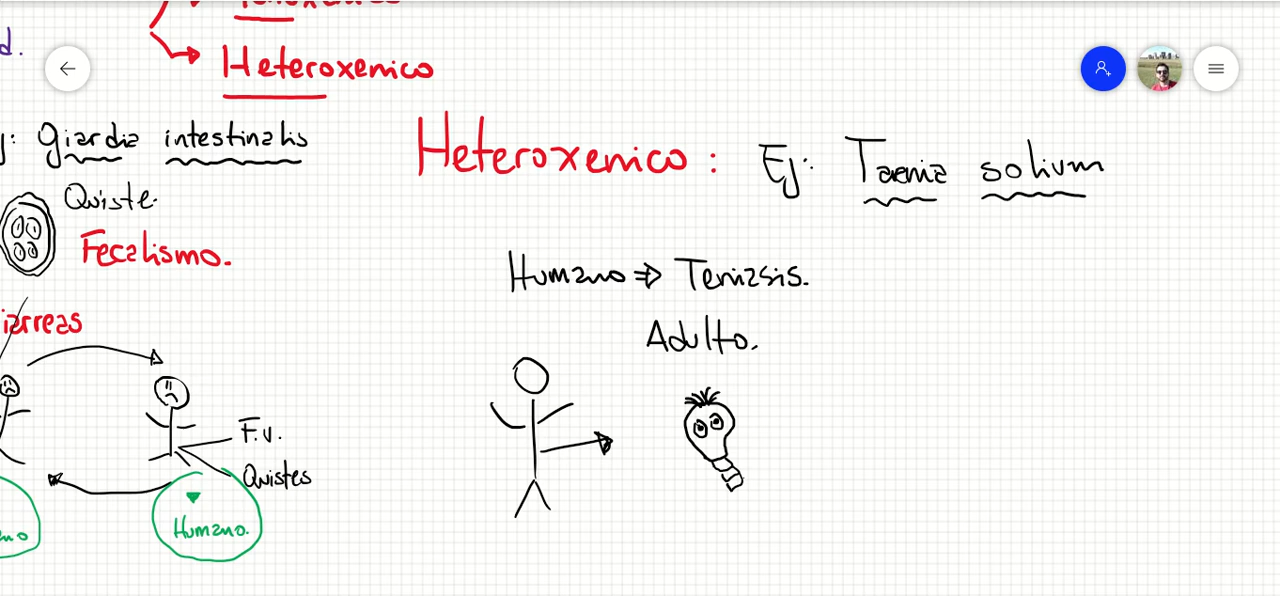 Heteroxenico
giardia intestinalis
Quiste.
Fecalismo.
F.v.
Quistes
Humano.
Heteroxenico: Ej: Taenia solium
Humano ⇒ Teniasis.
Adulto.